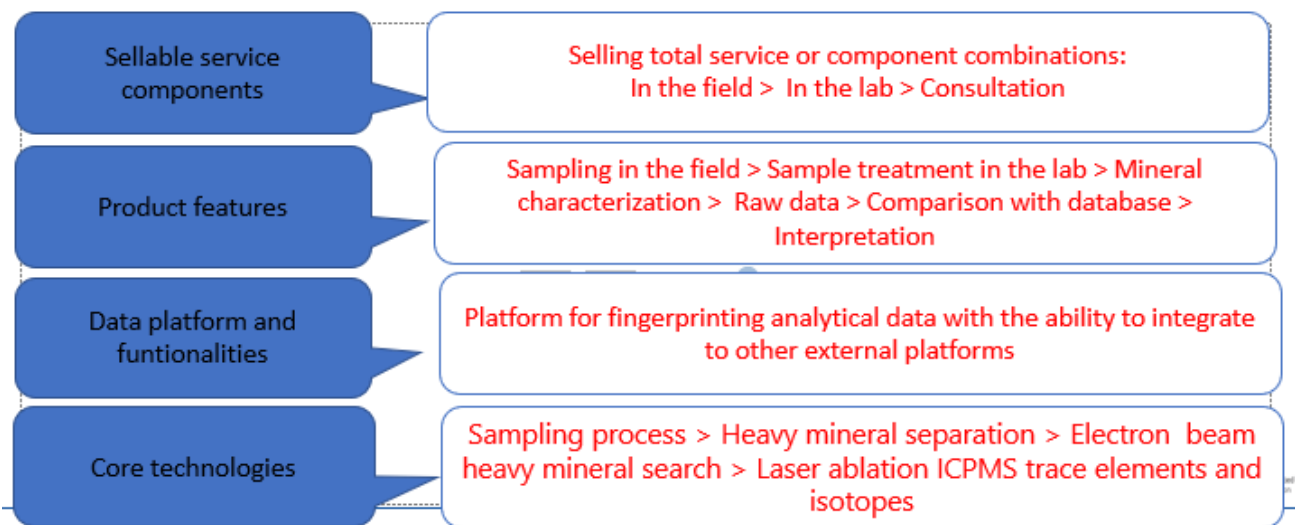 Sellable service
components
Selling total service or component combinations:
In the field > In the lab > Consultation
Product features
Sampling in the field > Sample treatment in the lab > Mineral
characterization > Raw data > Comparison with database >
Interpretation
Data platform and
funtionalities
Platform for fingerprinting analytical data with the ability to integrate
to other external platforms
Core technologies
Sampling process > Heavy mineral separation > Electron beam
heavy mineral search > Laser ablation ICPMS trace elements and
isotopes